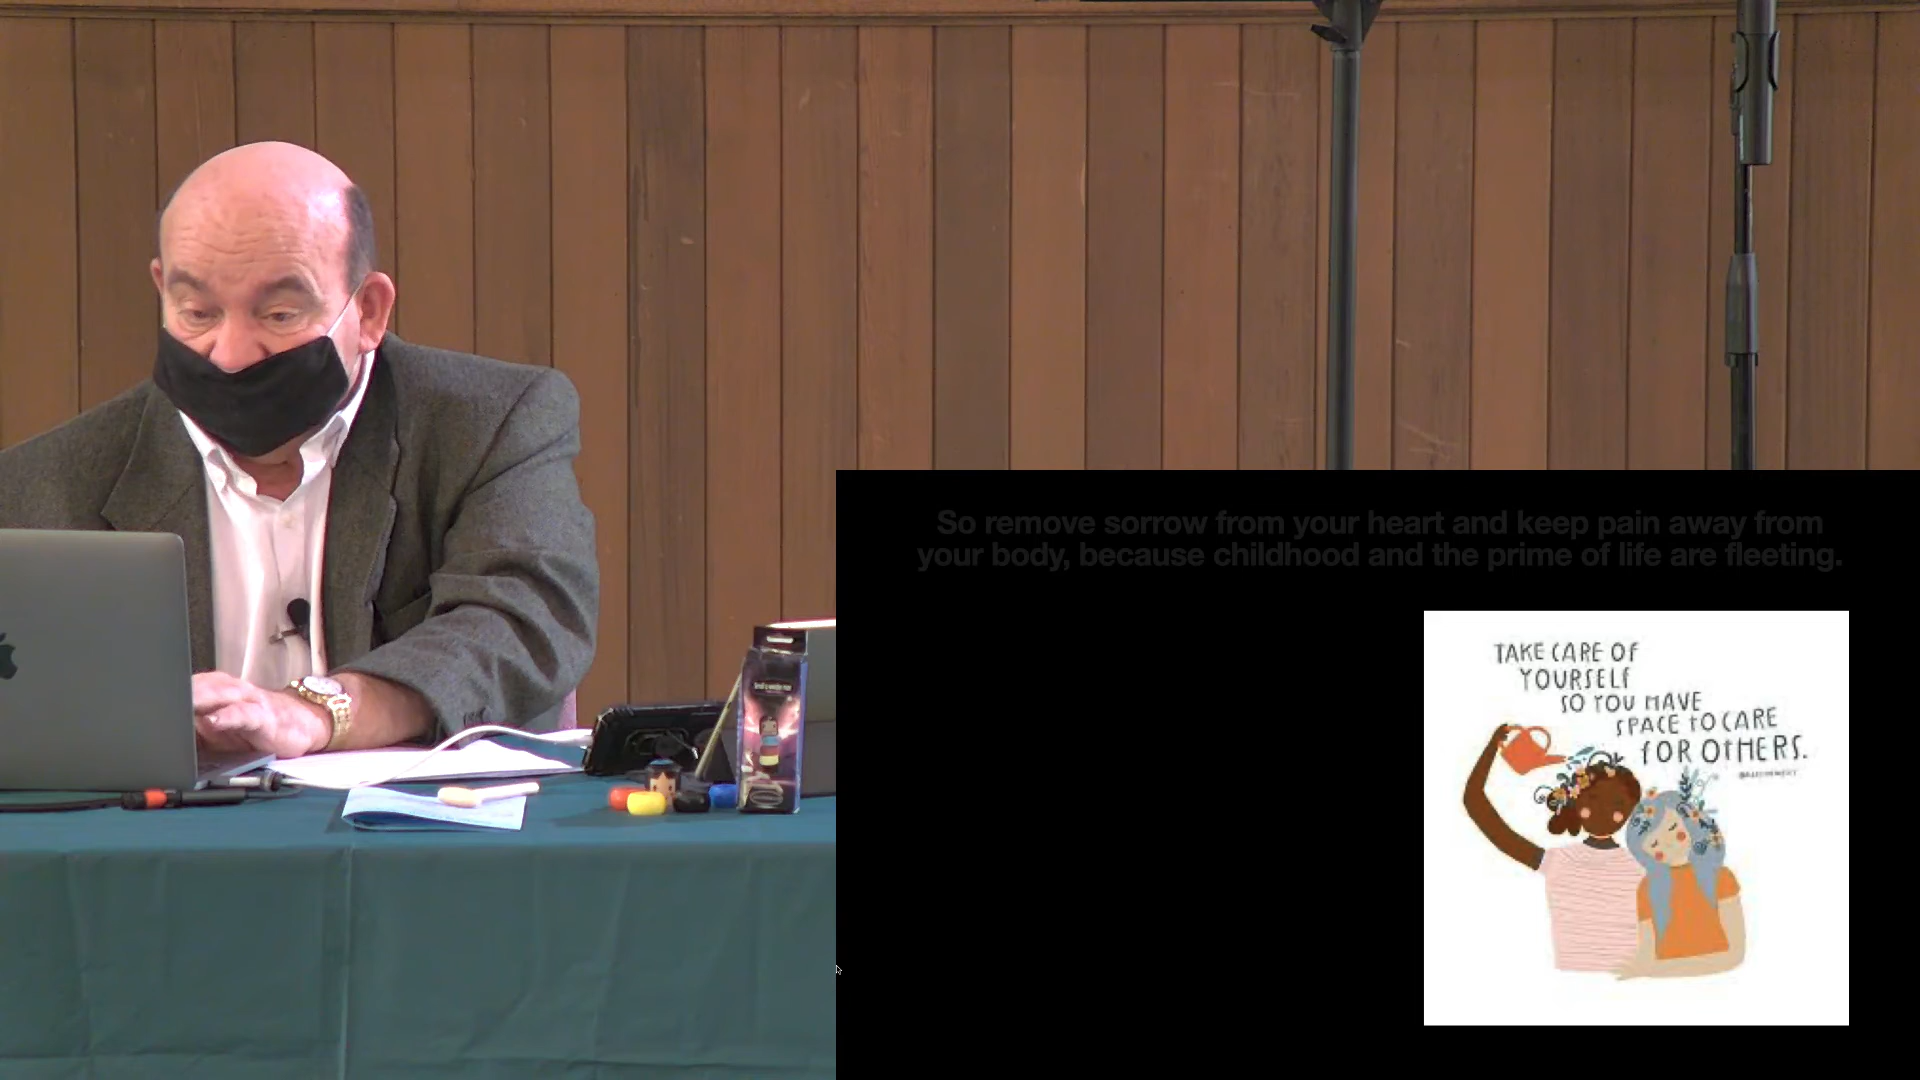 So remove sorrow from your heart and keep pain away from
your body, because childhood and the prime of life are fleeting.
TAKE CARE OF
YOURSELF
SO YOU HAVE
SPACE TO CARE
FOR OTHERS.